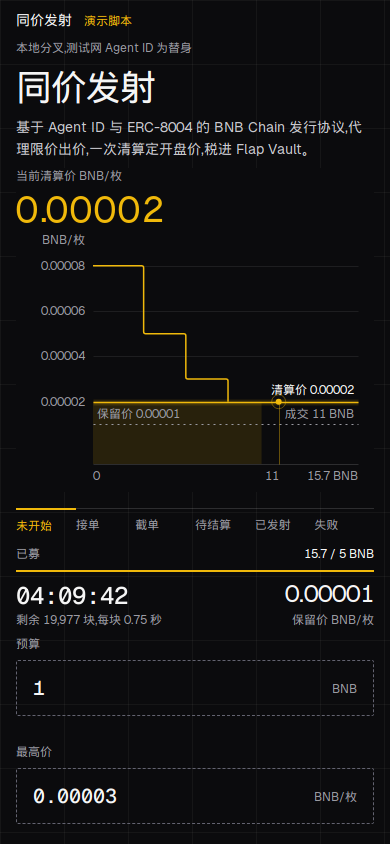 同价发射 演示脚本
本地分叉,测试网 Agent ID 为替身
同价发射
基于 Agent ID 与 ERC-8004 的 BNB Chain 发行协议,代
理限价出价,一次清算定开盘价,税进 Flap Vault。
当前清算价 BNB/枚
0.00002
BNB/枚
0.00008
0.00006
0.00004
清算价 0.00002
0.00002
保留价 0.00001 成交 11 BNB
0 11 15.7 BNB
未开始 接单 截单 待结算 已发射 失败
已募 15.7 / 5 BNB
04:09:42 0.00001
剩余 19,977 块,每块 0.75 秒 保留价 BNB/枚
预算
1 BNB
最高价
0.00003 BNB/枚